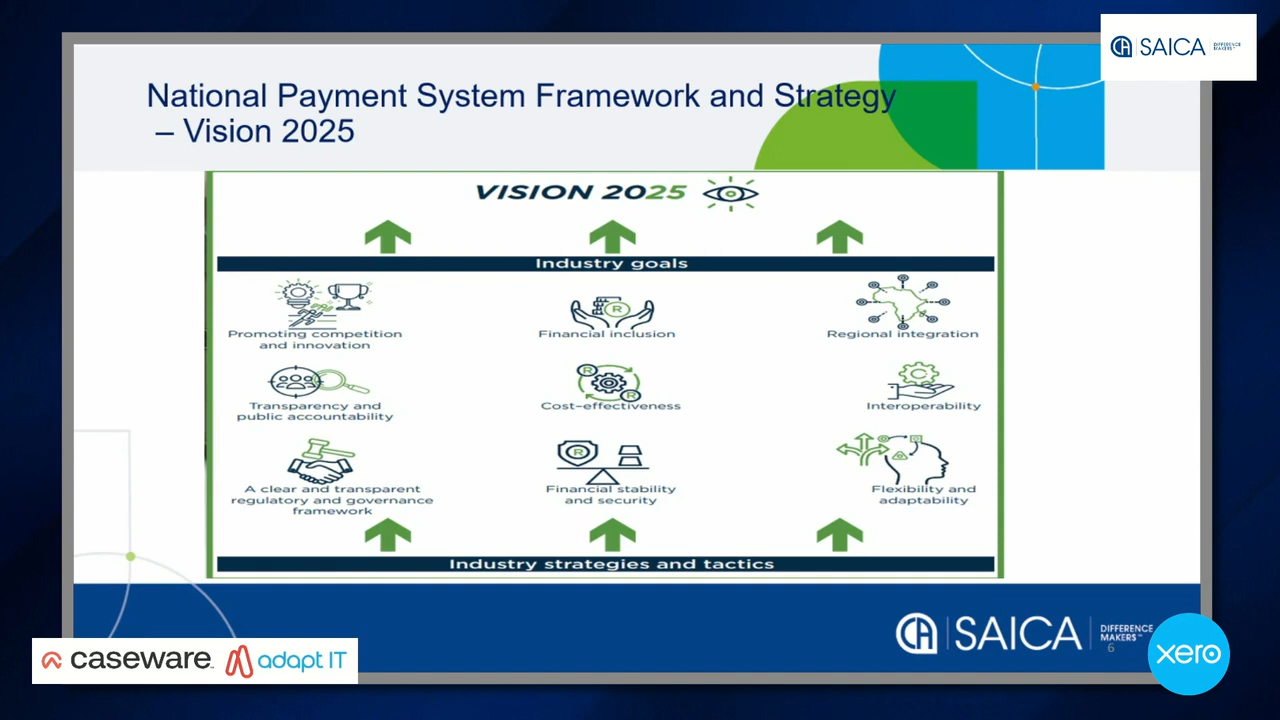 SAICA DIFFERENCE MAKERS™
National Payment System Framework and Strategy
– Vision 2025
VISION 2025
Industry goals
Promoting competition
and innovation
Financial inclusion
Regional integration
Transparency and
public accountability
Cost-effectiveness
Interoperability
A clear and transparent
regulatory and governance
framework
Financial stability
and security
Flexibility and
adaptability
Industry strategies and tactics
SAICA
DIFFERENCE
MAKERS™
6
caseware adapt IT
xero